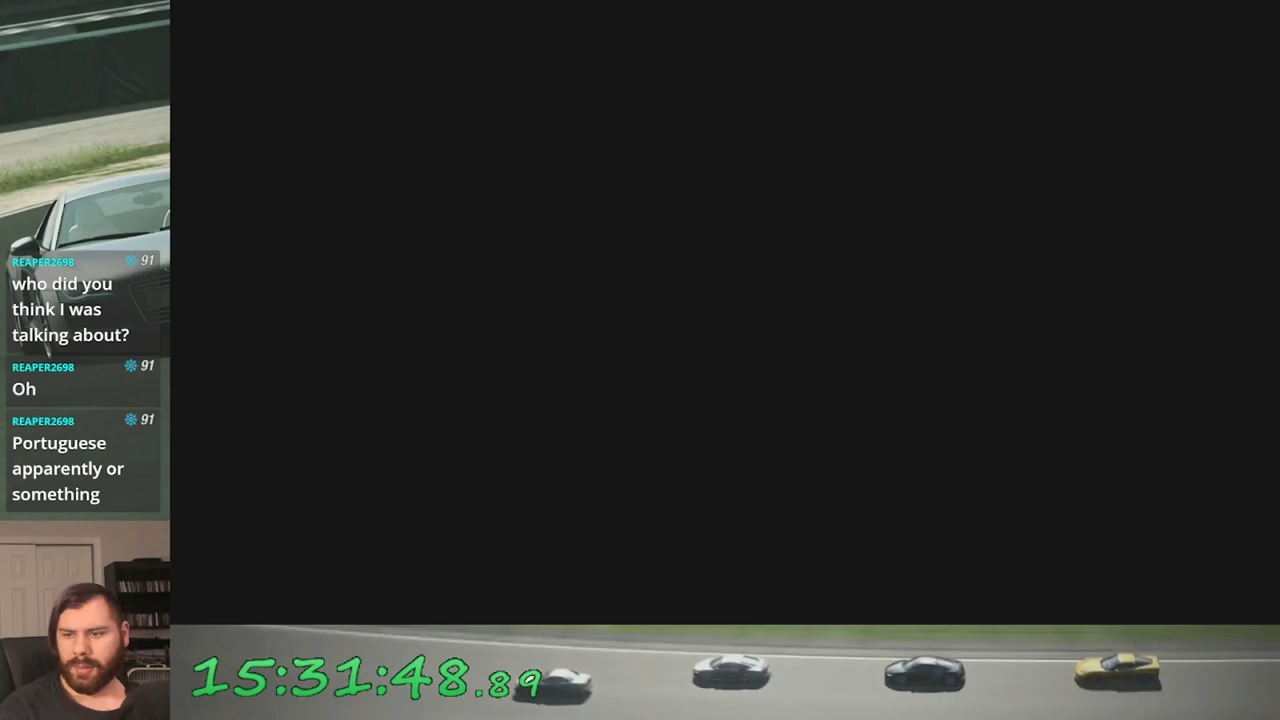 REAPER2698 91
who did you
think I was
talking about?
REAPER2698 91
Oh
REAPER2698 91
Portuguese
apparently or
something
15:31:48.89